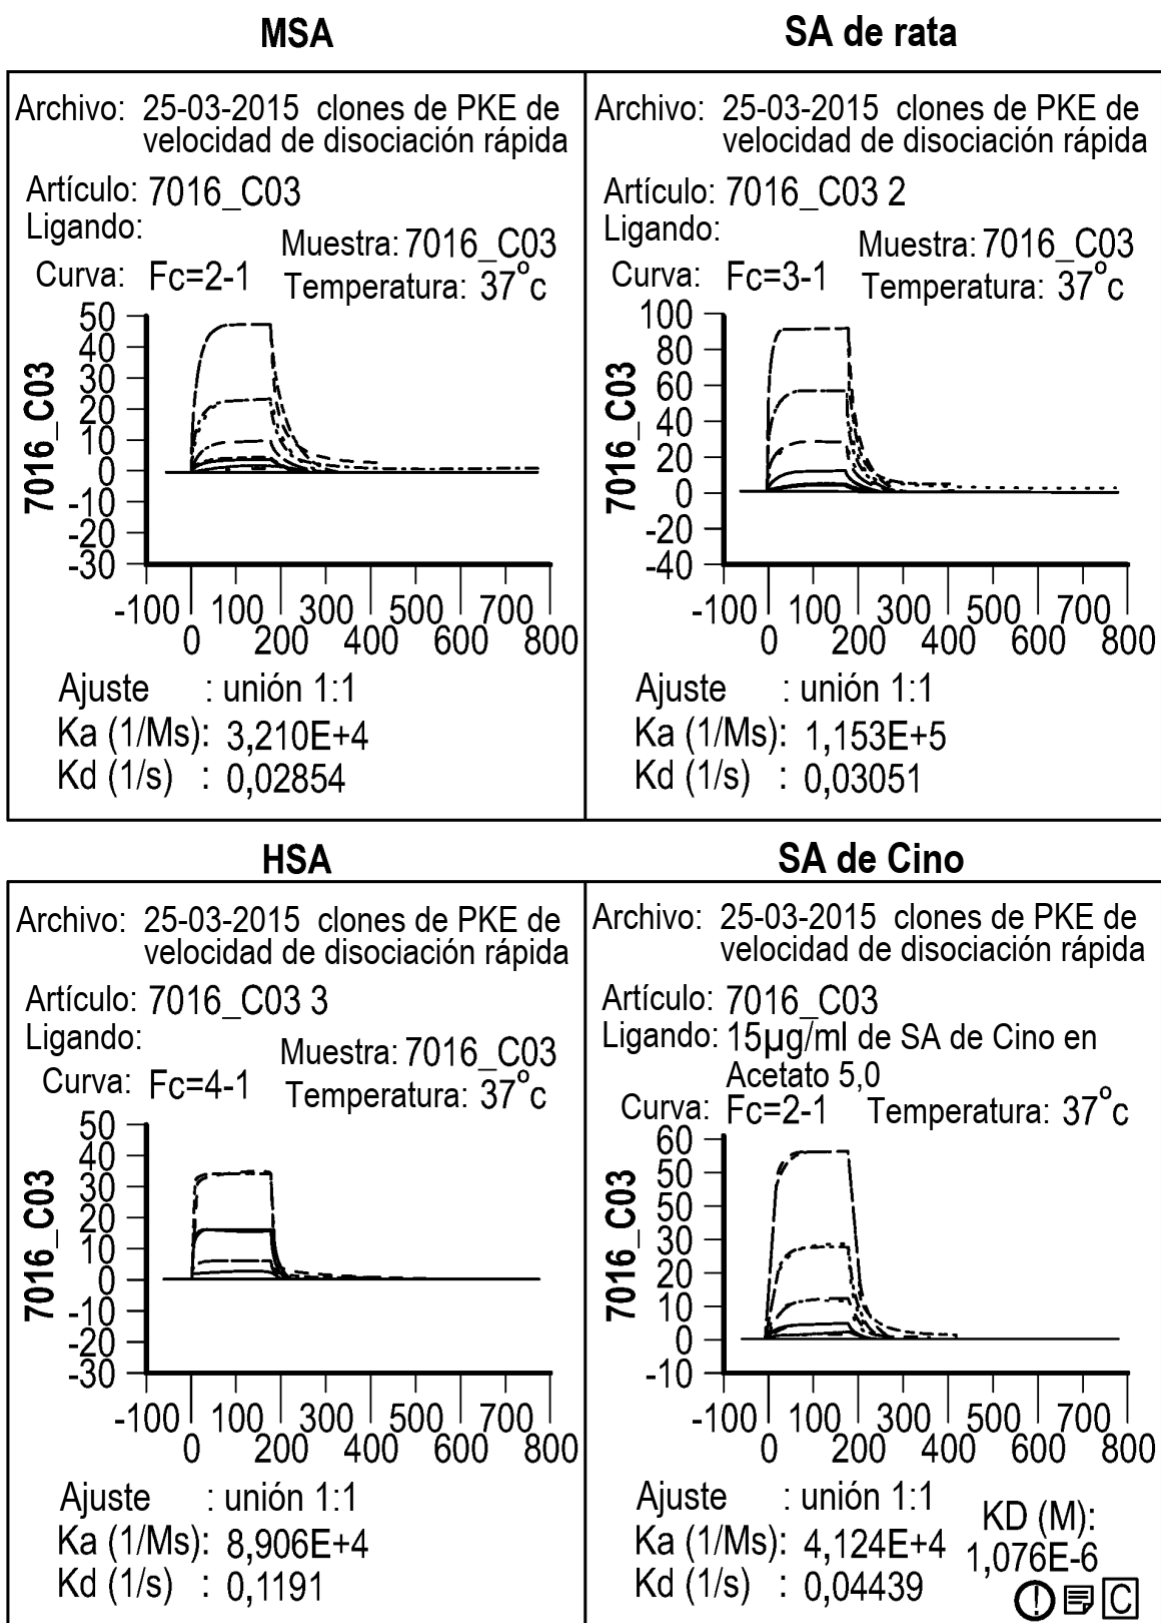 MSA
Archivo: 25-03-2015 clones de PKE de
velocidad de disociación rápida
Artículo: 7016_C03
Ligando:
Muestra: 7016_C03
Curva: Fc=2-1 Temperatura: 37°c
7016_C03
50
40
30
20
10
0
-10
-20
-30
-100 100 300 500 700
0 200 400 600 800
Ajuste : unión 1:1
Ka (1/Ms): 3,210E+4
Kd (1/s) : 0,02854
SA de rata
Archivo: 25-03-2015 clones de PKE de
velocidad de disociación rápida
Artículo: 7016_C03 2
Ligando:
Muestra: 7016_C03
Curva: Fc=3-1 Temperatura: 37°c
7016_C03
100
80
60
40
20
0
-20
-40
-100 100 300 500 700
0 200 400 600 800
Ajuste : unión 1:1
Ka (1/Ms): 1,153E+5
Kd (1/s) : 0,03051
HSA
Archivo: 25-03-2015 clones de PKE de
velocidad de disociación rápida
Artículo: 7016_C03 3
Ligando:
Muestra: 7016_C03
Curva: Fc=4-1 Temperatura: 37°c
7016_C03
50
40
30
20
10
0
-10
-20
-30
-100 100 300 500 700
0 200 400 600 800
Ajuste : unión 1:1
Ka (1/Ms): 8,906E+4
Kd (1/s) : 0,1191
SA de Cino
Archivo: 25-03-2015 clones de PKE de
velocidad de disociación rápida
Artículo: 7016_C03
Ligando: 15µg/ml de SA de Cino en
Acetato 5,0
Curva: Fc=2-1 Temperatura: 37°c
7016_C03
60
50
50
30
20
10
0
-10
-100 100 300 500 700
0 200 400 600 800
Ajuste : unión 1:1
Ka (1/Ms): 4,124E+4
Kd (1/s) : 0,04439
KD (M):
1,076E-6
C